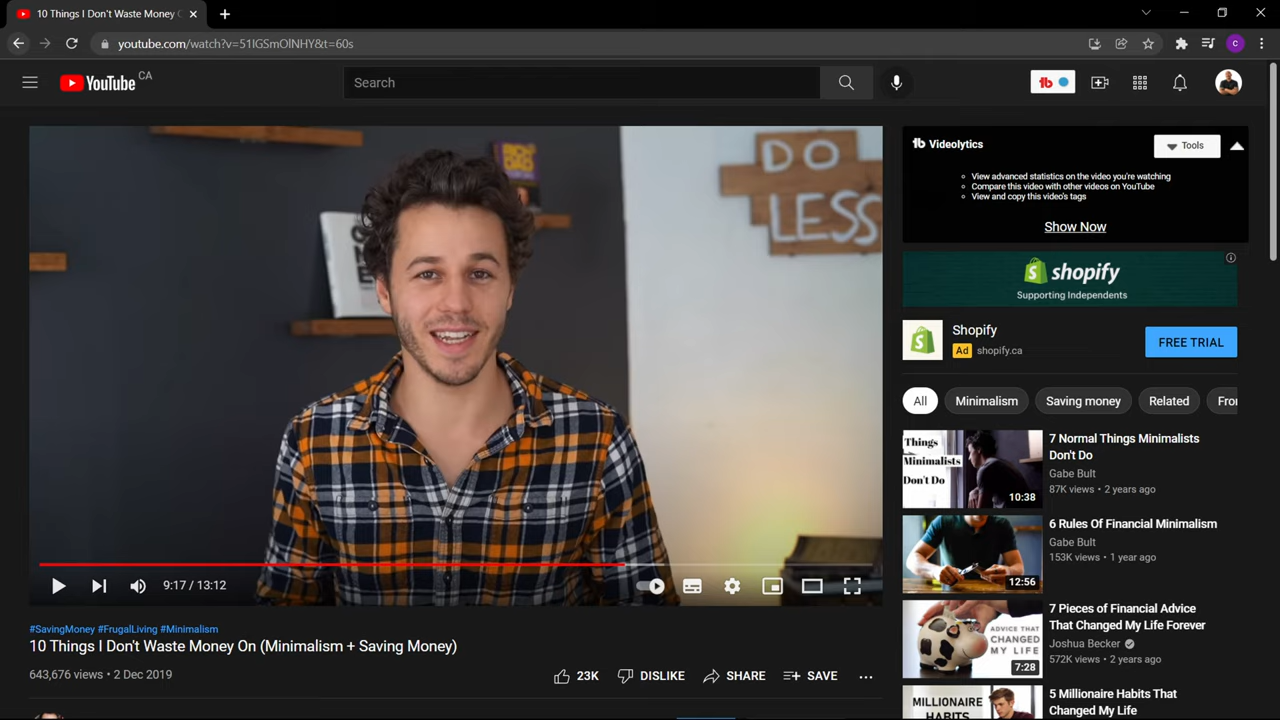 10 Things I Don't Waste Money
youtube.com/watch?v=51IGSmOlNHY&t=60s
C
YouTube CA
Search
tb
DO
LESS
9:17 / 13:12
#SavingMoney #FrugalLiving #Minimalism
10 Things I Don't Waste Money On (Minimalism + Saving Money)
643,676 views • 2 Dec 2019
23K
DISLIKE
SHARE
SAVE
tb Videolytics
Tools
View advanced statistics on the video you're watching
Compare this video with other videos on YouTube
View and copy this video's tags
Show Now
shopify
Supporting Independents
Shopify
Ad shopify.ca
FREE TRIAL
All
Minimalism
Saving money
Related
Fro
Things
Minimalists
Don't Do
10:38
7 Normal Things Minimalists
Don't Do
Gabe Bult
87K views • 2 years ago
12:56
6 Rules Of Financial Minimalism
Gabe Bult
153K views • 1 year ago
ADVICE THAT
CHANGED
MY LIFE
7:28
7 Pieces of Financial Advice
That Changed My Life Forever
Joshua Becker
572K views • 2 years ago
MILLIONAIRE
HABITS
5 Millionaire Habits That
Changed My Life